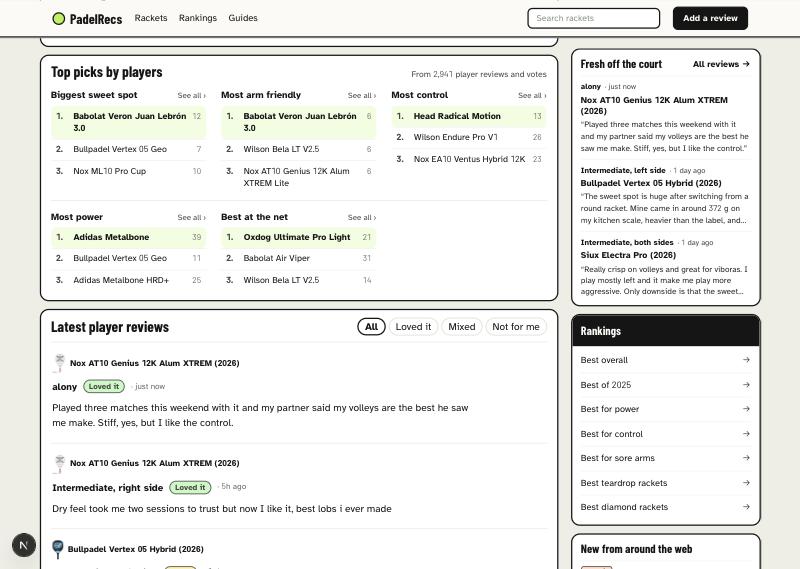 PadelRecs
Rackets
Rankings
Guides
Search rackets
Add a review
Top picks by players
From 2,941 player reviews and votes
Biggest sweet spot
See all ›
1. Babolat Veron Juan Lebrón 12
3.0
2. Bullpadel Vertex 05 Geo 7
3. Nox ML10 Pro Cup 10
Most arm friendly
See all ›
1. Babolat Veron Juan Lebrón 6
3.0
2. Wilson Bela LT V2.5 6
3. Nox AT10 Genius 12K Alum 6
XTREM Lite
Most control
See all ›
1. Head Radical Motion 13
2. Wilson Endure Pro V1 26
3. Nox EA10 Ventus Hybrid 12K 23
Most power
See all ›
1. Adidas Metalbone 39
2. Bullpadel Vertex 05 Geo 11
3. Adidas Metalbone HRD+ 25
Best at the net
See all ›
1. Oxdog Ultimate Pro Light 21
2. Babolat Air Viper 31
3. Wilson Bela LT V2.5 14
Latest player reviews
All
Loved it
Mixed
Not for me
Nox AT10 Genius 12K Alum XTREM (2026)
alony Loved it · just now
Played three matches this weekend with it and my partner said my volleys are the best he saw
me make. Stiff, yes, but I like the control.
Nox AT10 Genius 12K Alum XTREM (2026)
Intermediate, right side Loved it · 5h ago
Dry feel took me two sessions to trust but now I like it, best lobs i ever made
Bullpadel Vertex 05 Hybrid (2026)
N
Fresh off the court
All reviews →
alony · just now
Nox AT10 Genius 12K Alum XTREM
(2026)
"Played three matches this weekend with it
and my partner said my volleys are the best he
saw me make. Stiff, yes, but I like the control."
Intermediate, left side · 1 day ago
Bullpadel Vertex 05 Hybrid (2026)
"The sweet spot is huge after switching from a
round racket. Mine came in around 372 g on
my kitchen scale, heavier than the label, and…
Intermediate, both sides · 1 day ago
Siux Electra Pro (2026)
"Really crisp on volleys and great for viboras. I
play mostly left and it make me play more
aggressive. Only downside is that the sweet…
Rankings
Best overall →
Best of 2025 →
Best for power →
Best for control →
Best for sore arms →
Best teardrop rackets →
Best diamond rackets →
New from around the web